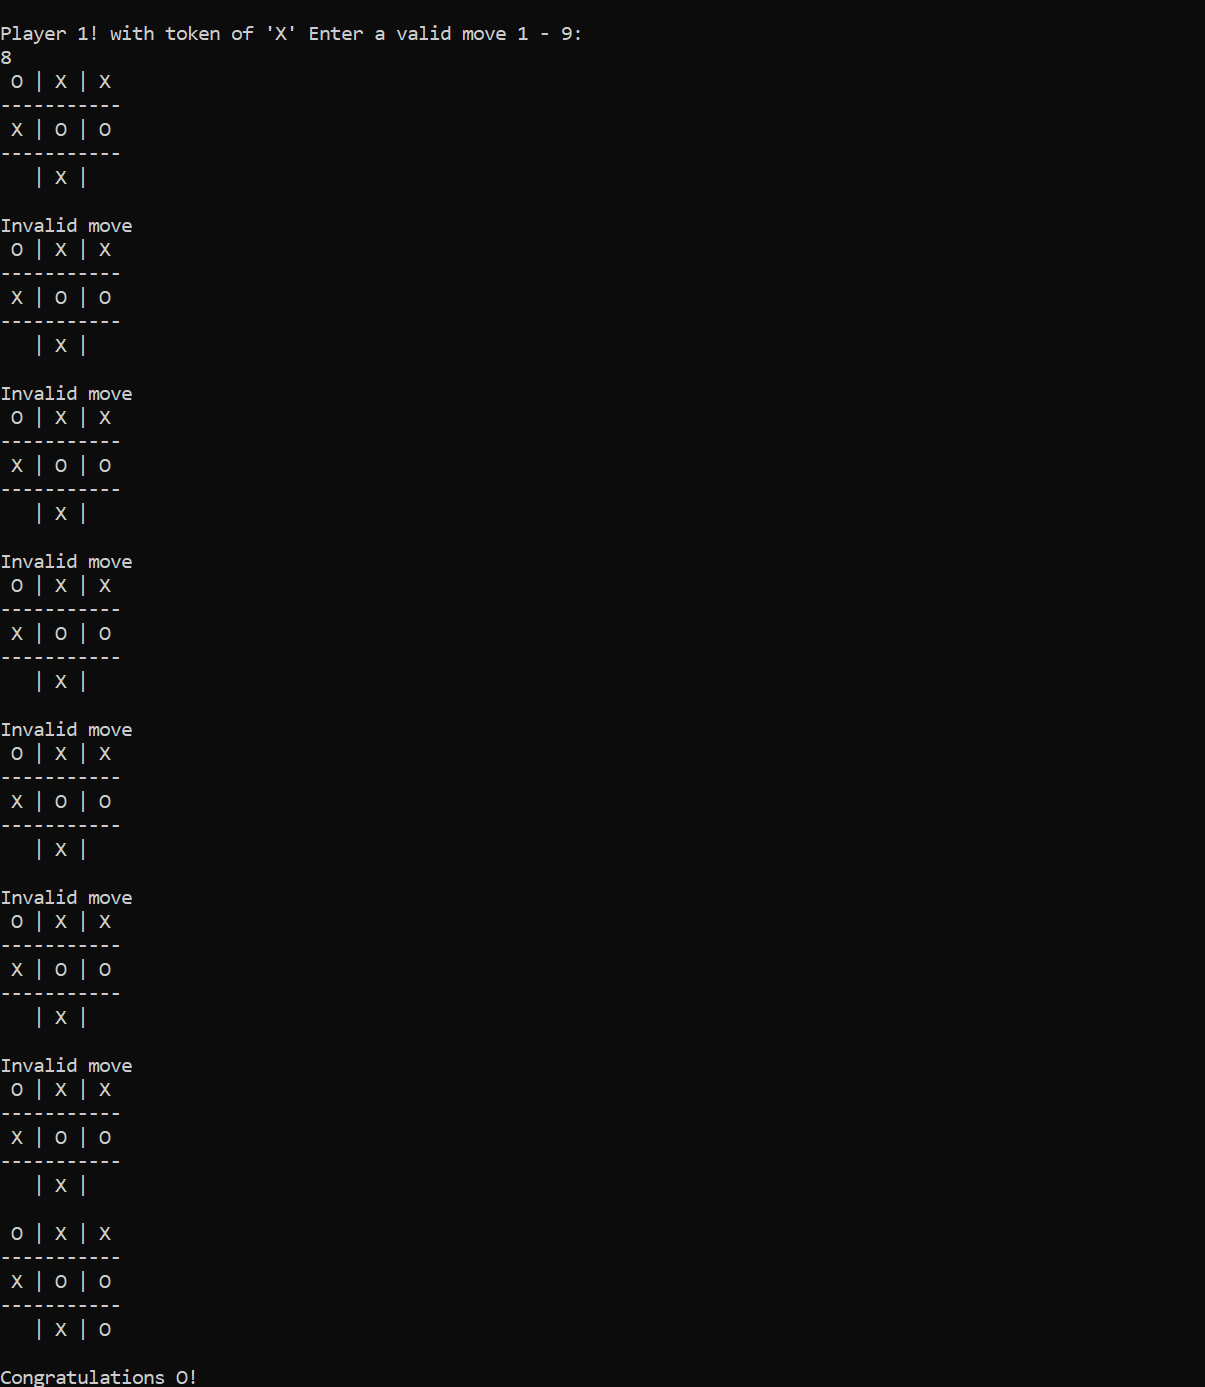 Player 1! with token of 'X' Enter a valid move 1 - 9:
8
 O | X | X
-----------
 X | O | O
-----------
   | X |

Invalid move
 O | X | X
-----------
 X | O | O
-----------
   | X |

Invalid move
 O | X | X
-----------
 X | O | O
-----------
   | X |

Invalid move
 O | X | X
-----------
 X | O | O
-----------
   | X |

Invalid move
 O | X | X
-----------
 X | O | O
-----------
   | X |

Invalid move
 O | X | X
-----------
 X | O | O
-----------
   | X |

Invalid move
 O | X | X
-----------
 X | O | O
-----------
   | X |

 O | X | X
-----------
 X | O | O
-----------
   | X | O

Congratulations O!